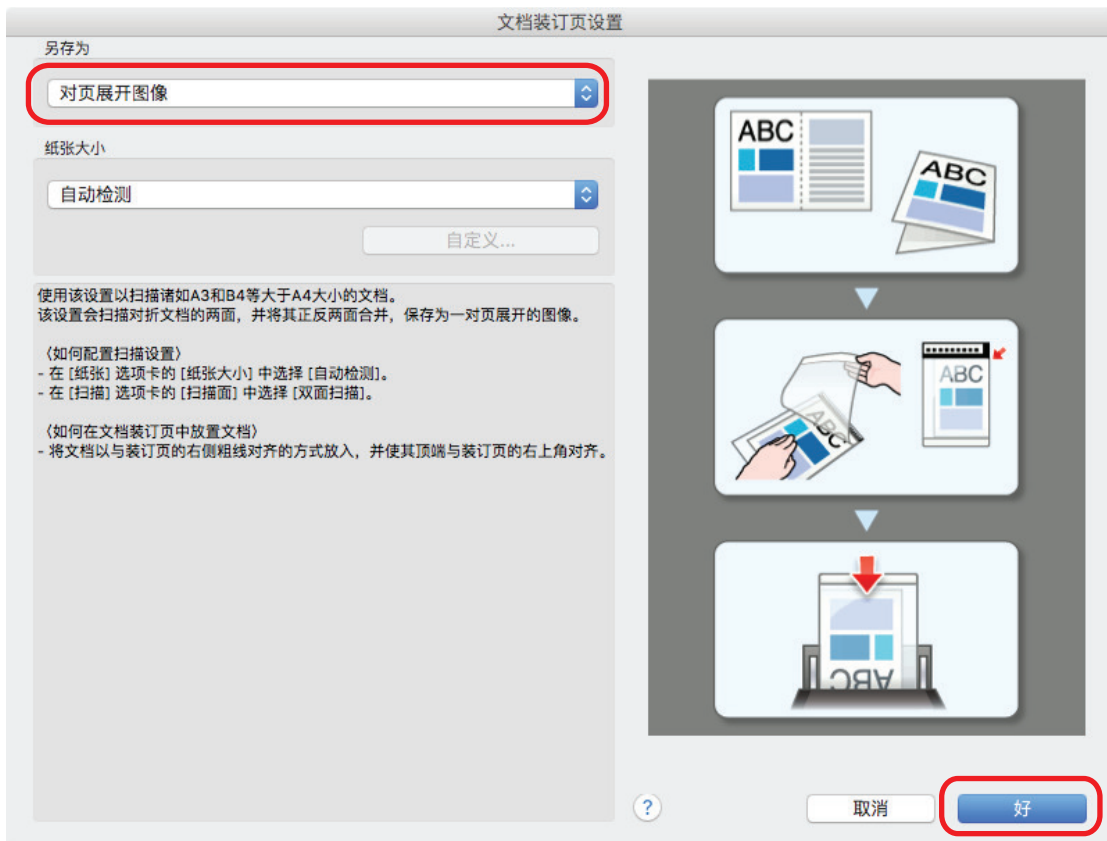 文档装订页设置
另存为
对页展开图像
纸张大小
自动检测
自定义...
使用该设置以扫描诸如A3和B4等大于A4大小的文档。
该设置会扫描对折文档的两面，并将其正反两面合并，保存为一对页展开的图像。
〈如何配置扫描设置〉
- 在 [纸张] 选项卡的 [纸张大小] 中选择 [自动检测]。
- 在 [扫描] 选项卡的 [扫描面] 中选择 [双面扫描]。
〈如何在文档装订页中放置文档〉
- 将文档以与装订页的右侧粗线对齐的方式放入，并使其顶端与装订页的右上角对齐。
ABC
ABC
ABC
ABC
ABC
?
取消
好